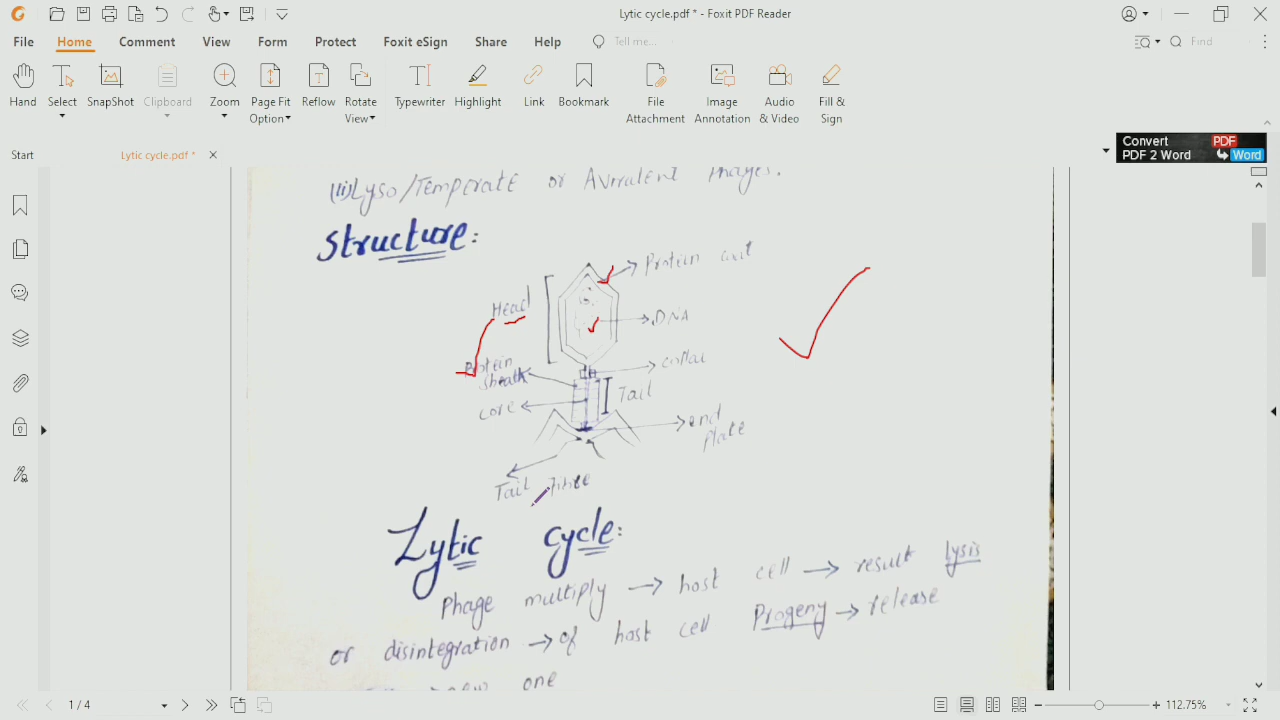 Lytic cycle.pdf * - Foxit PDF Reader
File Home Comment View Form Protect Foxit eSign Share Help Tell me... Find
Hand Select SnapShot Clipboard Zoom Page Fit Option Reflow Rotate View Typewriter Highlight Link Bookmark File Attachment Image Annotation Audio & Video Fill & Sign
Start Lytic cycle.pdf *
Convert PDF
PDF 2 Word Word
(iii) Lyso/Temperate or Avirulent Phages.
Structure:
Protein coat
Head
DNA
Protein sheath
collar
Tail
core
end plate
Tail
Lytic cycle:
Phage multiply → host cell → result Lysis
or disintegration → of host cell Progeny → release
new one
1 / 4
112.75%